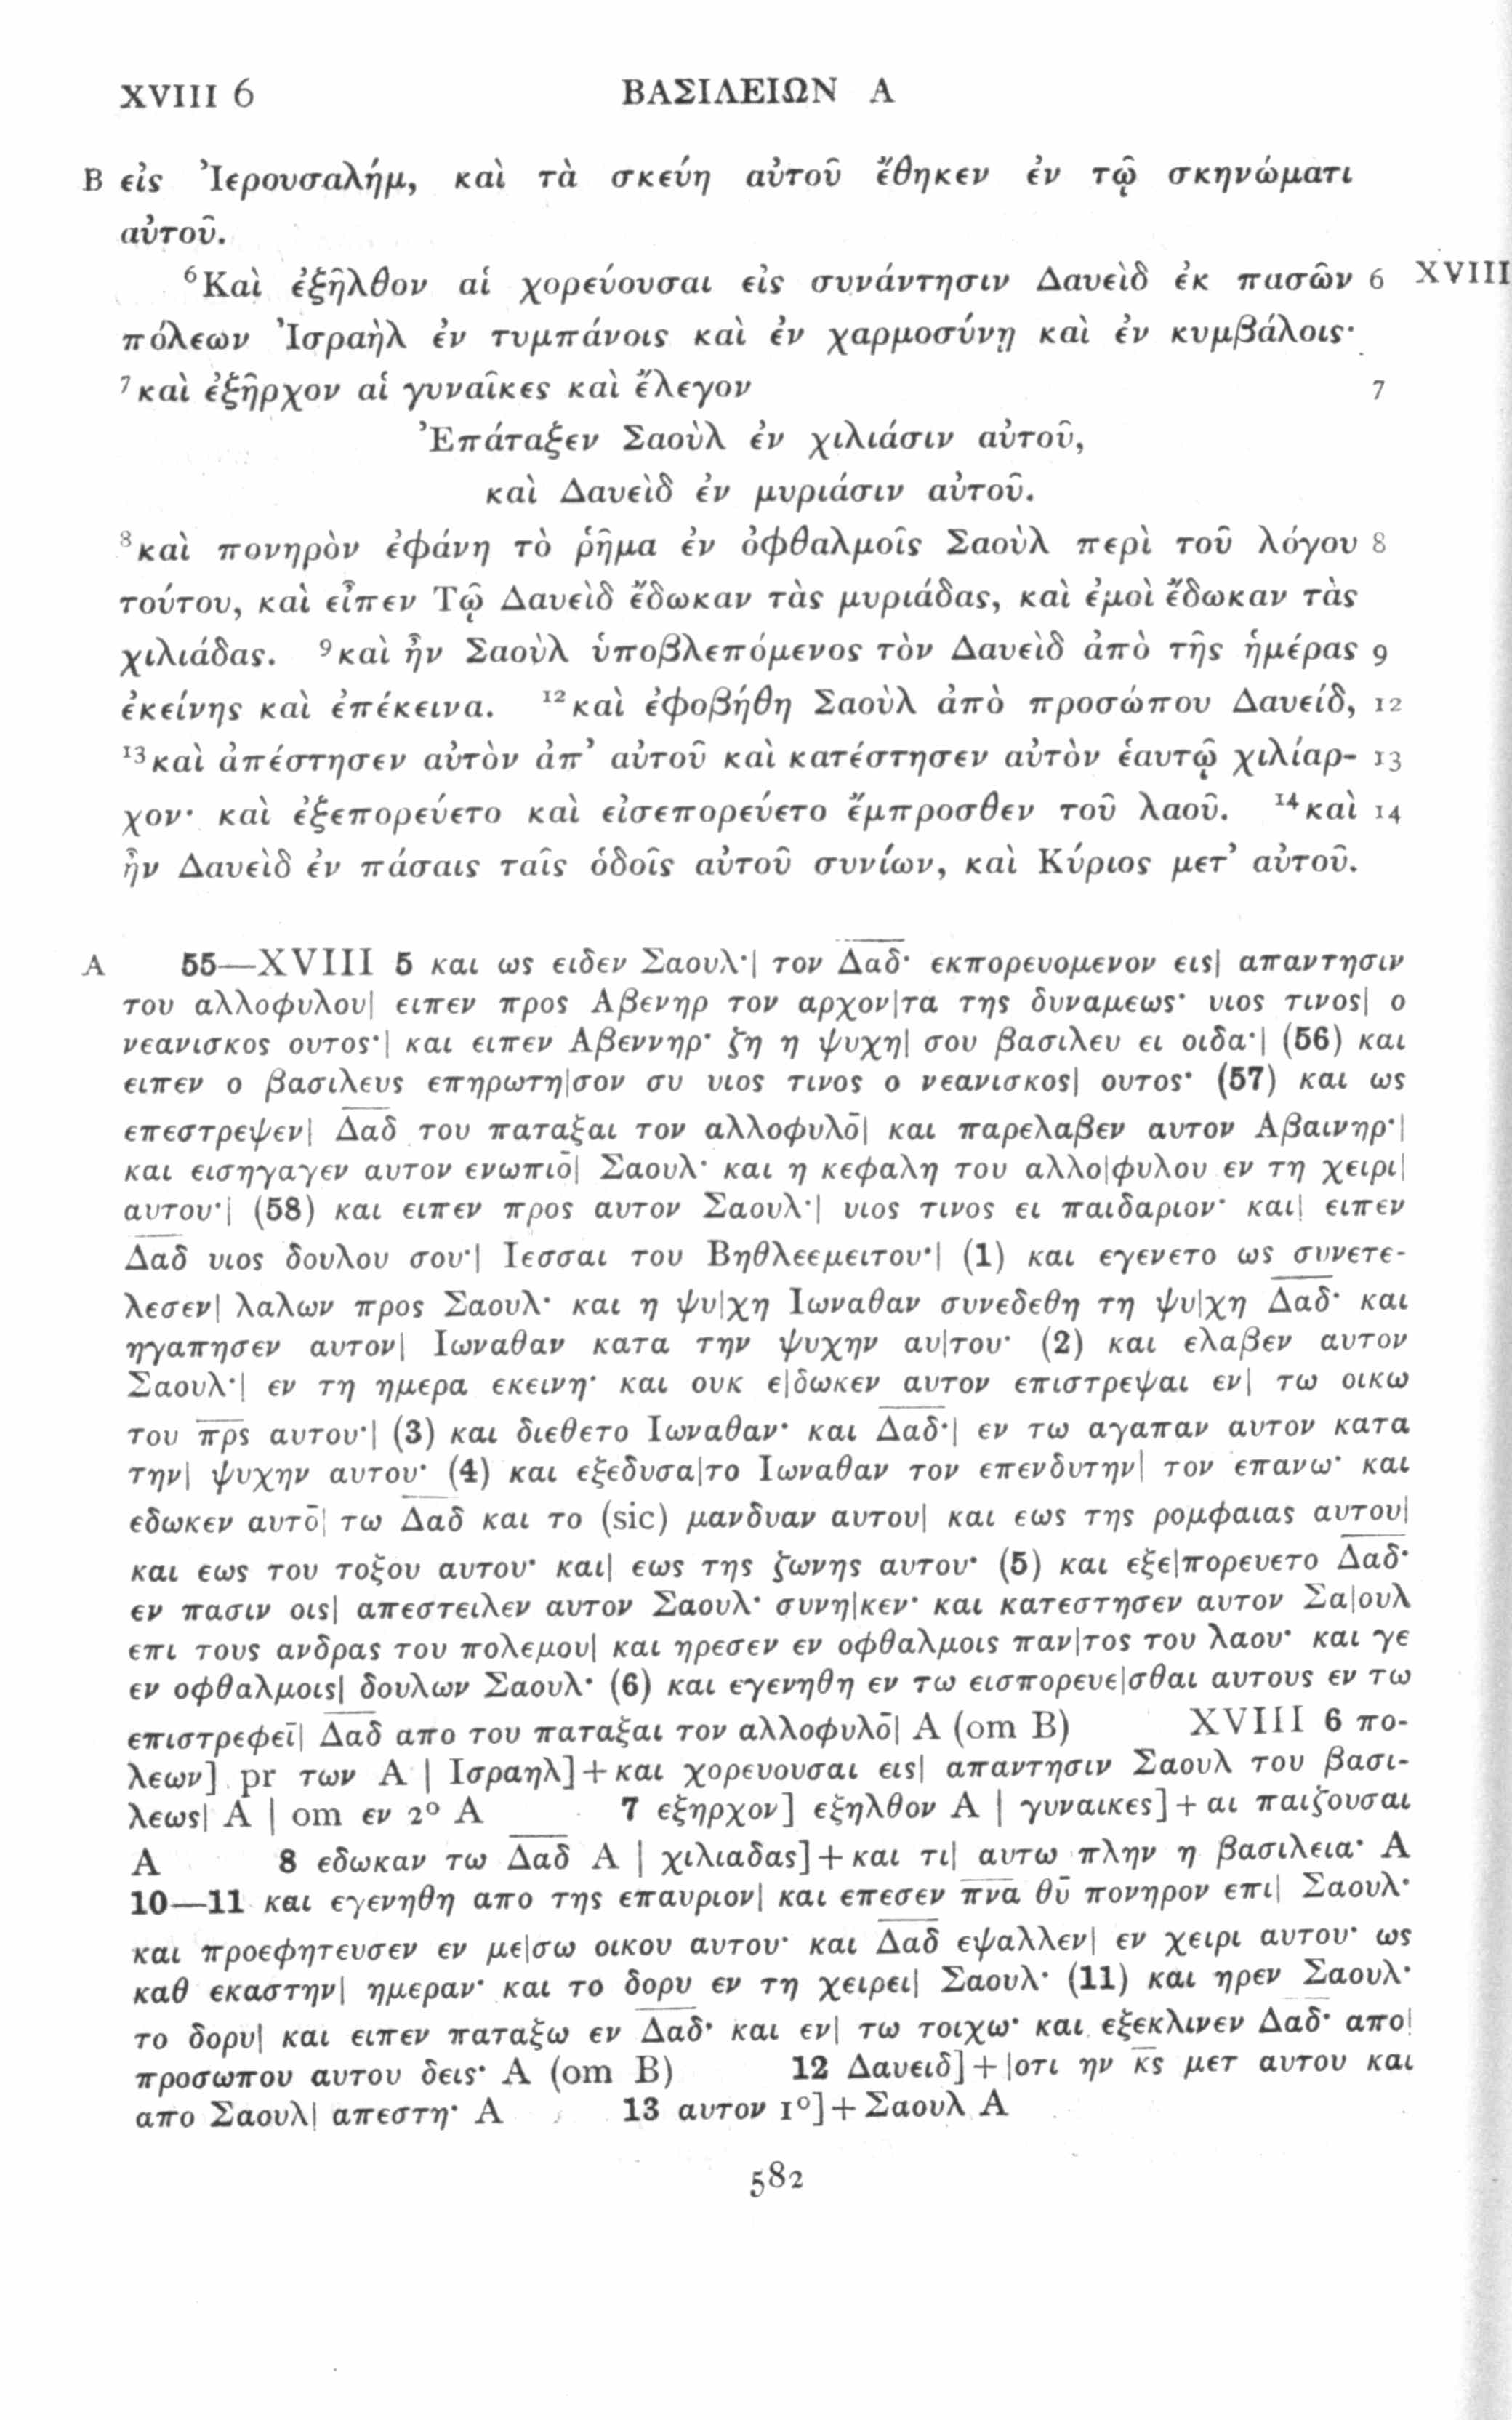 XVIII 6 ΒΑΣΙΛΕΙΩΝ Α
B εἰς Ἰερουσαλήμ, καὶ τὰ σκεύη αὐτοῦ ἔθηκεν ἐν τῷ σκηνώματι
αὐτοῦ.
⁶Καὶ ἐξῆλθον αἱ χορεύουσαι εἰς συνάντησιν Δαυεὶδ ἐκ πασῶν 6 XVIII
πόλεων Ἰσραὴλ ἐν τυμπάνοις καὶ ἐν χαρμοσύνῃ καὶ ἐν κυμβάλοις·
⁷καὶ ἐξῆρχον αἱ γυναῖκες καὶ ἔλεγον 7
Ἐπάταξεν Σαοὺλ ἐν χιλιάσιν αὐτοῦ,
καὶ Δαυεὶδ ἐν μυριάσιν αὐτοῦ.
⁸καὶ πονηρὸν ἐφάνη τὸ ῥῆμα ἐν ὀφθαλμοῖς Σαοὺλ περὶ τοῦ λόγου 8
τούτου, καὶ εἶπεν Τῷ Δαυεὶδ ἔδωκαν τὰς μυριάδας, καὶ ἐμοὶ ἔδωκαν τὰς
χιλιάδας. ⁹καὶ ἦν Σαοὺλ ὑποβλεπόμενος τὸν Δαυεὶδ ἀπὸ τῆς ἡμέρας 9
ἐκείνης καὶ ἐπέκεινα. ¹²καὶ ἐφοβήθη Σαοὺλ ἀπὸ προσώπου Δαυείδ, 12
¹³καὶ ἀπέστησεν αὐτὸν ἀπ’ αὐτοῦ καὶ κατέστησεν αὐτὸν ἑαυτῷ χιλίαρ- 13
χον· καὶ ἐξεπορεύετο καὶ εἰσεπορεύετο ἔμπροσθεν τοῦ λαοῦ. ¹⁴καὶ 14
ἦν Δαυεὶδ ἐν πάσαις ταῖς ὁδοῖς αὐτοῦ συνίων, καὶ Κύριος μετ’ αὐτοῦ.
A 55—XVIII 5 και ως ειδεν Σαουλ·| τον Δ̅α̅δ̅· εκπορευομενον εις| απαντησιν
του αλλοφυλου| ειπεν προς Αβενηρ τον αρχον|τα της δυναμεως· υιος τινος| ο
νεανισκος ουτος·| και ειπεν Αβεννηρ· ζη η ψυχη| σου βασιλευ ει οιδα·| (56) και
ειπεν ο βασιλευς επηρωτη|σον συ υιος τινος ο νεανισκος| ουτος· (57) και ως
επεστρεψεν| Δ̅α̅δ̅ του παταξαι τον αλλοφυλο̅| και παρελαβεν αυτον Αβαινηρ·|
και εισηγαγεν αυτον ενωπιο̅| Σαουλ· και η κεφαλη του αλλο|φυλου εν τη χειρι|
αυτου·| (58) και ειπεν προς αυτον Σαουλ·| υιος τινος ει παιδαριον· και| ειπεν
Δ̅α̅δ̅ υιος δουλου σου·| Ιεσσαι του Βηθλεεμειτου·| (1) και εγενετο ως συνετε-
λεσεν| λαλων προς Σαουλ· και η ψυ|χη Ιωναθαν συνεδεθη τη ψυ|χη Δ̅α̅δ̅· και
ηγαπησεν αυτον| Ιωναθαν κατα την ψυχην αυ|του· (2) και ελαβεν αυτον
Σαουλ·| εν τη ημερα εκεινη· και ουκ ε|δωκεν αυτον επιστρεψαι εν| τω οικω
του π̅ρ̅ς̅ αυτου·| (3) και διεθετο Ιωναθαν· και Δ̅α̅δ̅·| εν τω αγαπαν αυτον κατα
την| ψυχην αυτου· (4) και εξεδυσα|το Ιωναθαν τον επενδυτην| τον επανω· και
εδωκεν αυτο̅| τω Δ̅α̅δ̅ και το (sic) μανδυαν αυτου| και εως της ρομφαιας αυτου|
και εως του τοξου αυτου· και| εως της ζωνης αυτου· (5) και εξε|πορευετο Δ̅α̅δ̅·
εν πασιν οις| απεστειλεν αυτον Σαουλ· συνη|κεν· και κατεστησεν αυτον Σα|ουλ
επι τους ανδρας του πολεμου| και ηρεσεν εν οφθαλμοις παν|τος του λαου· και γε
εν οφθαλμοις| δουλων Σαουλ· (6) και εγενηθη εν τω εισπορευε|σθαι αυτους εν τω
επιστρεφει̅| Δ̅α̅δ̅ απο του παταξαι τον αλλοφυλο̅| A (om B) XVIII 6 πο-
λεων] pr των A | Ισραηλ]+και χορευουσαι εις| απαντησιν Σαουλ του βασι-
λεως| A | om εν 2° A 7 εξηρχον] εξηλθον A | γυναικες]+αι παιζουσαι
A 8 εδωκαν τω Δ̅α̅δ̅ A | χιλιαδας]+και τι| αυτω πλην η βασιλεια· A
10—11 και εγενηθη απο της επαυριον| και επεσεν π̅ν̅α̅ θ̅υ̅ πονηρον επι| Σαουλ·
και προεφητευσεν εν με|σω οικου αυτου· και Δ̅α̅δ̅ εψαλλεν| εν χειρι αυτου· ως
καθ εκαστην| ημεραν· και το δορυ εν τη χειρει| Σαουλ· (11) και ηρεν Σαουλ·
το δορυ| και ειπεν παταξω εν Δ̅α̅δ̅· και εν| τω τοιχω· και εξεκλινεν Δ̅α̅δ̅· απο|
προσωπου αυτου δεις· A (om B) 12 Δαυειδ]+|οτι ην κ̅ς̅ μετ αυτου και
απο Σαουλ| απεστη· A 13 αυτον 1°]+Σαουλ A
582